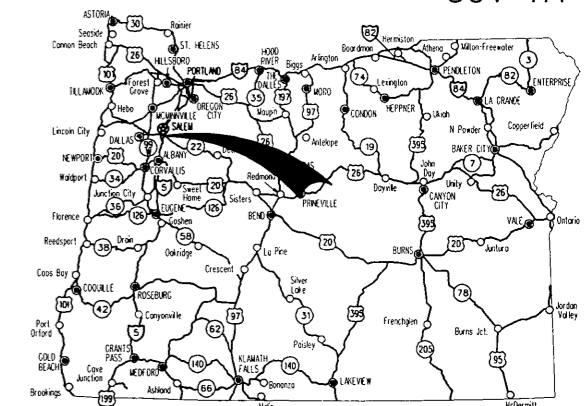 ASTORIA 30 Rainier
Seaside
Cannon Beach 26 ST. HELENS
HILLSBORO
101 Forest Grove PORTLAND 84 HOOD RIVER Biggs Arlington Boardman 82 Hermiston Athena Milton-Freewater 3
TILLAMOOK THE DALLES 74 Lexington PENDLETON 82 ENTERPRISE
Hebo McMINNVILLE OREGON CITY 26 35 197 MORO 97 CONDON HEPPNER 84 LA GRANDE
Lincoln City SALEM Maupin Ukiah N Powder Copperfield
DALLAS 99 26 Antelope 19 395 BAKER CITY
NEWPORT 20 ALBANY 22 7
Waldport 34 CORVALLIS Redmond 26 Dayville John Day Unity 26
Junction City 5 Sweet Home 20 Sisters PRINEVILLE CANYON CITY
36 126 EUGENE 126 BEND VALE Ontario
Florence Goshen 395
Reedsport 38 Drain 58 Oakridge La Pine 20 BURNS 20 Juntura
Coos Bay Crescent Silver Lake
COQUILLE ROSEBURG 78 Jordan Valley
101 42 Canyonville 62 97 31 395 Frenchglen Burns Jct.
Port Orford 5 Paisley
GOLD BEACH GRANTS PASS 140 KLAMATH FALLS 140 205 95
Cave Junction MEDFORD Bonanza LAKEVIEW
Brookings 199 Ashland 66 McDermitt